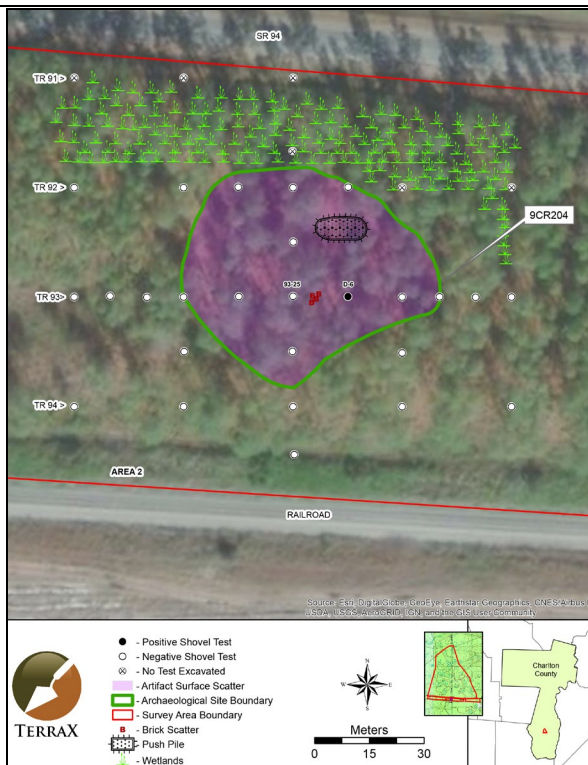 SR 94
TR 91 >
TR 92 >
9CR204
93-25
D-6
TR 93 >
TR 94 >
AREA 2
RAILROAD
Source: Esri, DigitalGlobe, GeoEye, Earthstar Geographics, CNES/Airbus
USDA, USGS, AeroGRID, IGN, and the GIS User Community
TERRAX
- Positive Shovel Test
- Negative Shovel Test
- No Test Excavated
- Artifact Surface Scatter
- Archaeological Site Boundary
- Survey Area Boundary
B - Brick Scatter
- Push Pile
- Wetlands
N
W E
S
Meters
0 15 30
Charlton
County